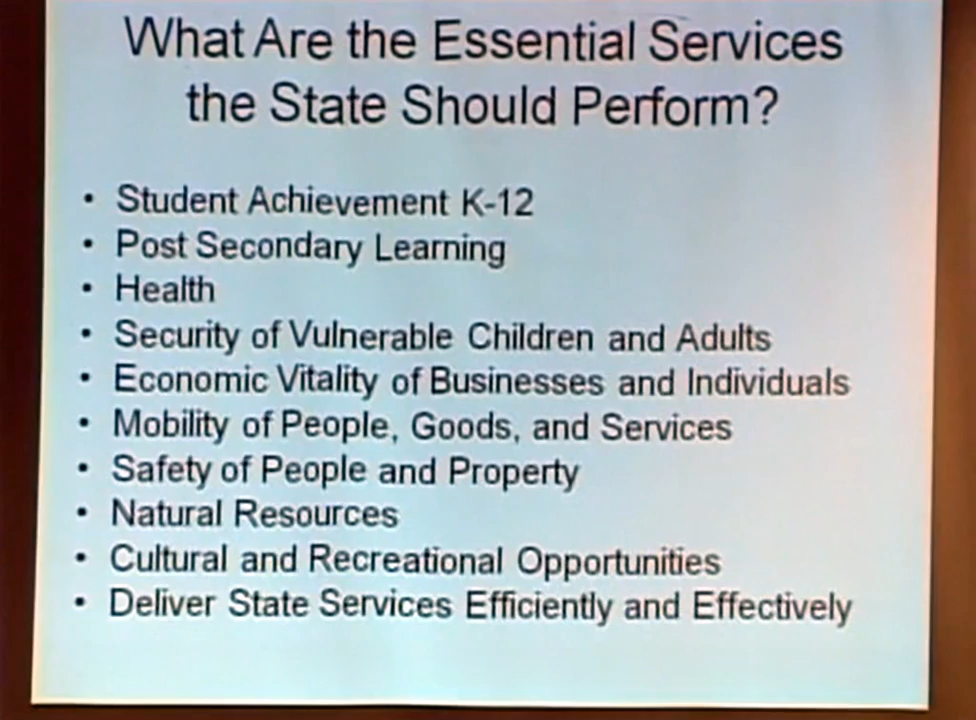 What Are the Essential Services
the State Should Perform?
• Student Achievement K-12
• Post Secondary Learning
• Health
• Security of Vulnerable Children and Adults
• Economic Vitality of Businesses and Individuals
• Mobility of People, Goods, and Services
• Safety of People and Property
• Natural Resources
• Cultural and Recreational Opportunities
• Deliver State Services Efficiently and Effectively